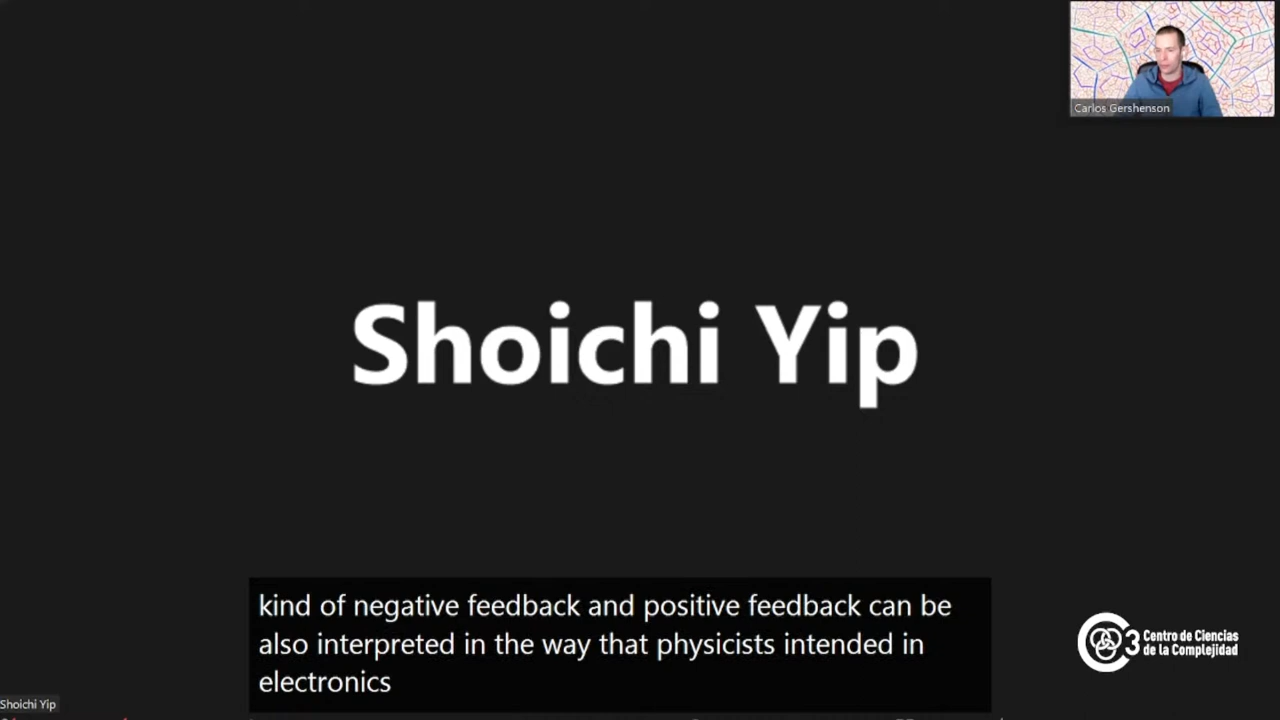 Carlos Gershenson
Shoichi Yip
kind of negative feedback and positive feedback can be
also interpreted in the way that physicists intended in
electronics
3 Centro de Ciencias
de la Complejidad
Shoichi Yip